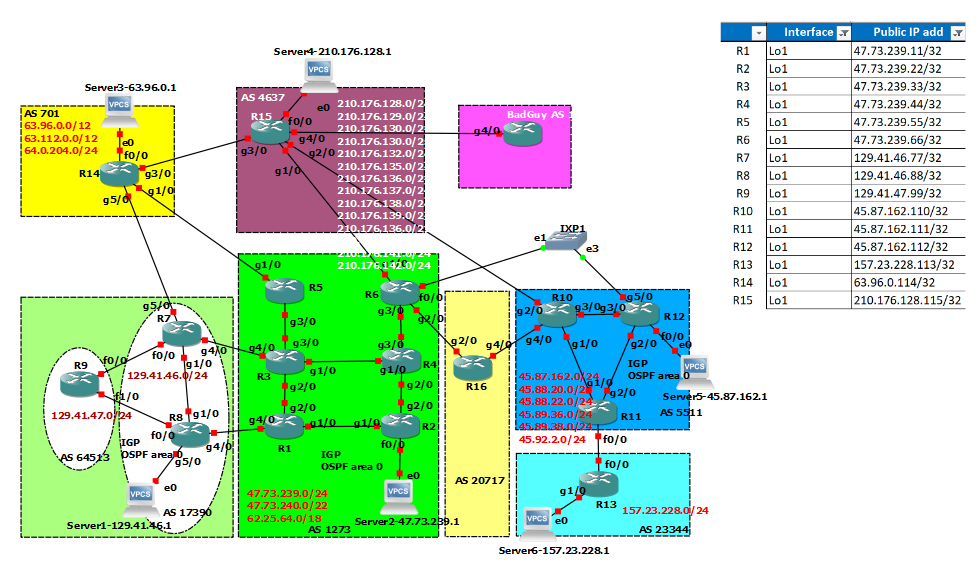 Server4-210.176.128.1
VPCS
e0
Server3-63.96.0.1
VPCS
AS 701
63.96.0.0/12
63.112.0.0/12
64.0.204.0/24
e0
f0/0
R14
g3/0
g1/0
g5/0
AS 4637
R15
f0/0
g4/0
g2/0
g3/0
g1/0
210.176.128.0/2
210.176.129.0/2
210.176.130.0/2
210.176.130.0/2
210.176.132.0/2
210.176.135.0/2
210.176.136.0/2
210.176.137.0/2
210.176.138.0/2
210.176.139.0/2
210.176.136.0/2
/24
210.176.142.0/24
BadGuy AS 1
g4/0
IXP1
e1
e3
g1/0
R5
g3/0
R6
f0/0
g2/0
g3/0
g4/0
R3
g1/0
g1/0
R4
g2/0
g2/0
g4/0
R1
g1/0
g1/0
R2
f0/0
e0
VPCS
IGP
OSPF area 0
47.73.239.0/24
47.73.240.0/22
62.25.64.0/18
AS 1273
Server2-47.73.239.1
g5/0
R7
f0/0
g4/0
g1/0
129.41.46.0/24
R9
f0/0
f1/0
129.41.47.0/24
R8
g1/0
f0/0
g4/0
g5/0
IGP
OSPF area 0
AS 64513
e0
VPCS
AS 17390
Server1-129.41.46.1
g2/0
g4/0
R16
AS 20717
R10
g2/0
g3/0
g3/0
g4/0
g1/0
g5/0
R12
f0/0
g2/0
e0
VPCS
IGP
OSPF area 0
Server5-45.87.162.1
AS 5511
45.87.162.0/24
45.88.20.0/2
45.88.22.0/24
45.89.36.0/24
45.89.38.0/24
45.92.2.0/24
g1/0
g2/0
R11
f0/0
f0/0
g1/0
R13
157.23.228.0/24
e0
VPCS
AS 23344
Server6-157.23.228.1
Interface Public IP add
R1 Lo1 47.73.239.11/32
R2 Lo1 47.73.239.22/32
R3 Lo1 47.73.239.33/32
R4 Lo1 47.73.239.44/32
R5 Lo1 47.73.239.55/32
R6 Lo1 47.73.239.66/32
R7 Lo1 129.41.46.77/32
R8 Lo1 129.41.46.88/32
R9 Lo1 129.41.47.99/32
R10 Lo1 45.87.162.110/32
R11 Lo1 45.87.162.111/32
R12 Lo1 45.87.162.112/32
R13 Lo1 157.23.228.113/32
R14 Lo1 63.96.0.114/32
R15 Lo1 210.176.128.115/32